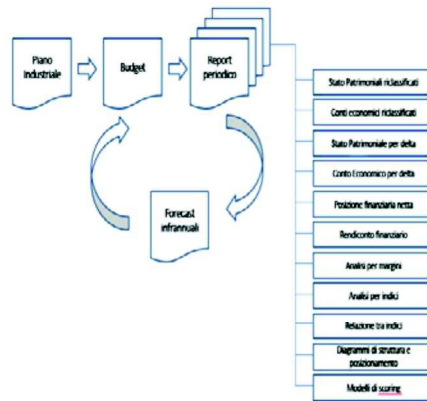 Piano
industriale
Budget
Report
periodico
Forecast
infrannuali
Stato Patrimoniali riclassificati
Conti economici riclassificati
Stato Patrimoniale per delta
Conto Economico per delta
Posizione finanziaria netta
Rendiconto finanziario
Analisi per margini
Analisi per indici
Relazione tra indici
Diagrammi di struttura e
posizionamento
Modelli di scoring